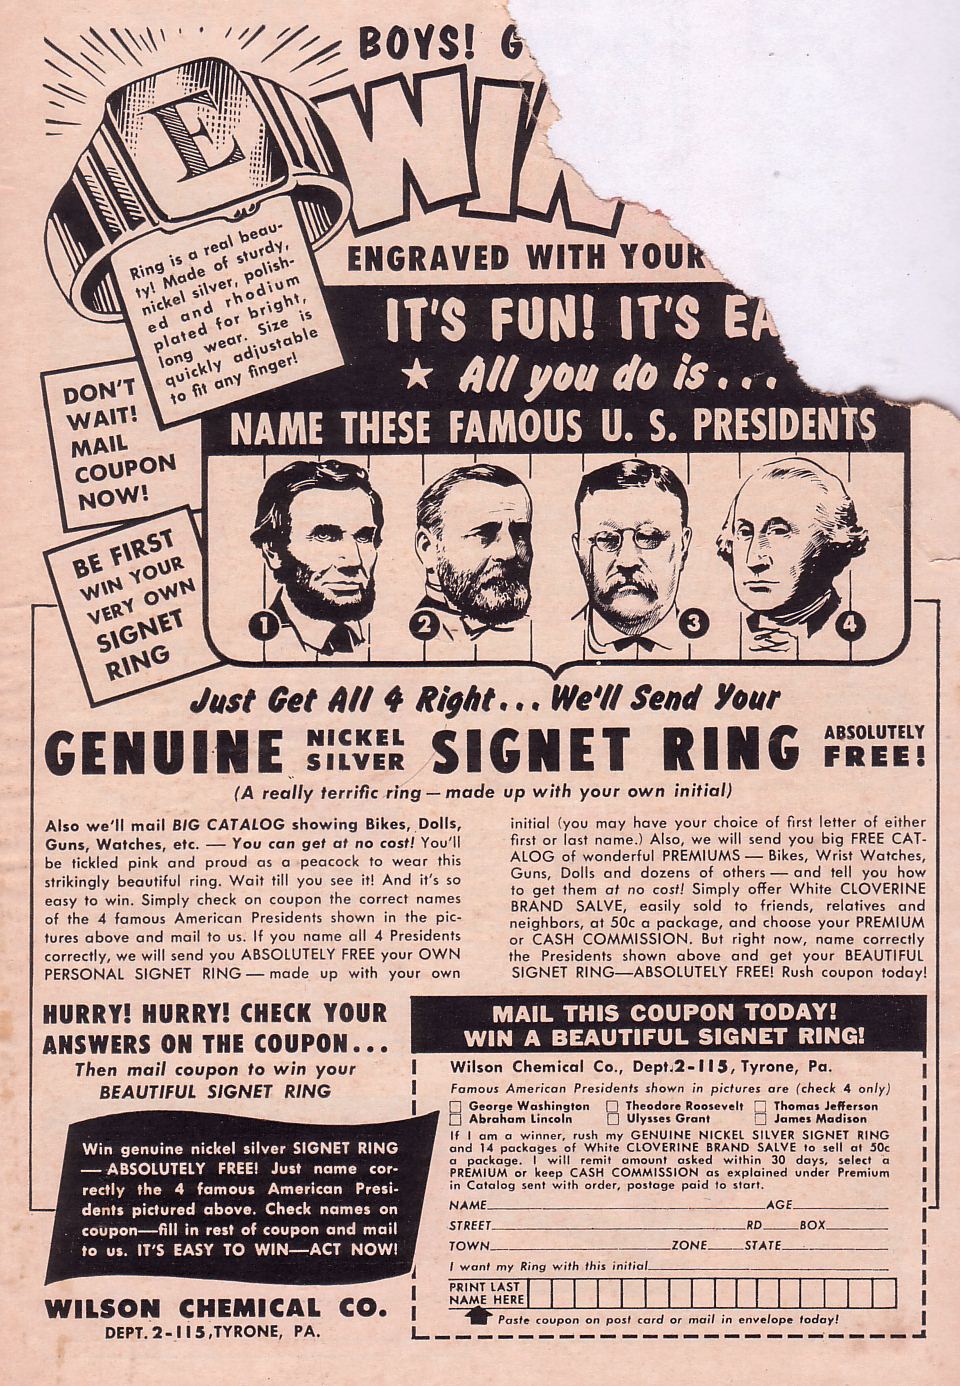 BOYS! G
E
WIN
ENGRAVED WITH YOUR
Ring is a real beau-
ty! Made of sturdy,
nickel silver, polish-
ed and rhodium
plated for bright,
long wear. Size is
quickly adjustable
to fit any finger!
IT'S FUN! IT'S EA
★ All you do is...
NAME THESE FAMOUS U. S. PRESIDENTS
DON'T
WAIT!
MAIL
COUPON
NOW!
BE FIRST
WIN YOUR
VERY OWN
SIGNET
RING
1 2 3 4
Just Get All 4 Right... We'll Send Your
GENUINE NICKEL SILVER SIGNET RING ABSOLUTELY FREE!
(A really terrific ring — made up with your own initial)
Also we'll mail BIG CATALOG showing Bikes, Dolls,
Guns, Watches, etc. — You can get at no cost! You'll
be tickled pink and proud as a peacock to wear this
strikingly beautiful ring. Wait till you see it! And it's so
easy to win. Simply check on coupon the correct names
of the 4 famous American Presidents shown in the pic-
tures above and mail to us. If you name all 4 Presidents
correctly, we will send you ABSOLUTELY FREE your OWN
PERSONAL SIGNET RING — made up with your own
initial (you may have your choice of first letter of either
first or last name.) Also, we will send you big FREE CAT-
ALOG of wonderful PREMIUMS — Bikes, Wrist Watches,
Guns, Dolls and dozens of others — and tell you how
to get them at no cost! Simply offer White CLOVERINE
BRAND SALVE, easily sold to friends, relatives and
neighbors, at 50c a package, and choose your PREMIUM
or CASH COMMISSION. But right now, name correctly
the Presidents shown above and get your BEAUTIFUL
SIGNET RING—ABSOLUTELY FREE! Rush coupon today!
HURRY! HURRY! CHECK YOUR
ANSWERS ON THE COUPON...
Then mail coupon to win your
BEAUTIFUL SIGNET RING
Win genuine nickel silver SIGNET RING
— ABSOLUTELY FREE! Just name cor-
rectly the 4 famous American Presi-
dents pictured above. Check names on
coupon—fill in rest of coupon and mail
to us. IT'S EASY TO WIN—ACT NOW!
WILSON CHEMICAL CO.
DEPT. 2-115, TYRONE, PA.
MAIL THIS COUPON TODAY!
WIN A BEAUTIFUL SIGNET RING!
Wilson Chemical Co., Dept. 2-115, Tyrone, Pa.
Famous American Presidents shown in pictures are (check 4 only)
□ George Washington □ Theodore Roosevelt □ Thomas Jefferson
□ Abraham Lincoln □ Ulysses Grant □ James Madison
If I am a winner, rush my GENUINE NICKEL SILVER SIGNET RING
and 14 packages of White CLOVERINE BRAND SALVE to sell at 50c
a package. I will remit amount asked within 30 days, select a
PREMIUM or keep CASH COMMISSION as explained under Premium
in Catalog sent with order, postage paid to start.
NAME AGE
STREET RD BOX
TOWN ZONE STATE
I want my Ring with this initial
PRINT LAST
NAME HERE
Paste coupon on post card or mail in envelope today!